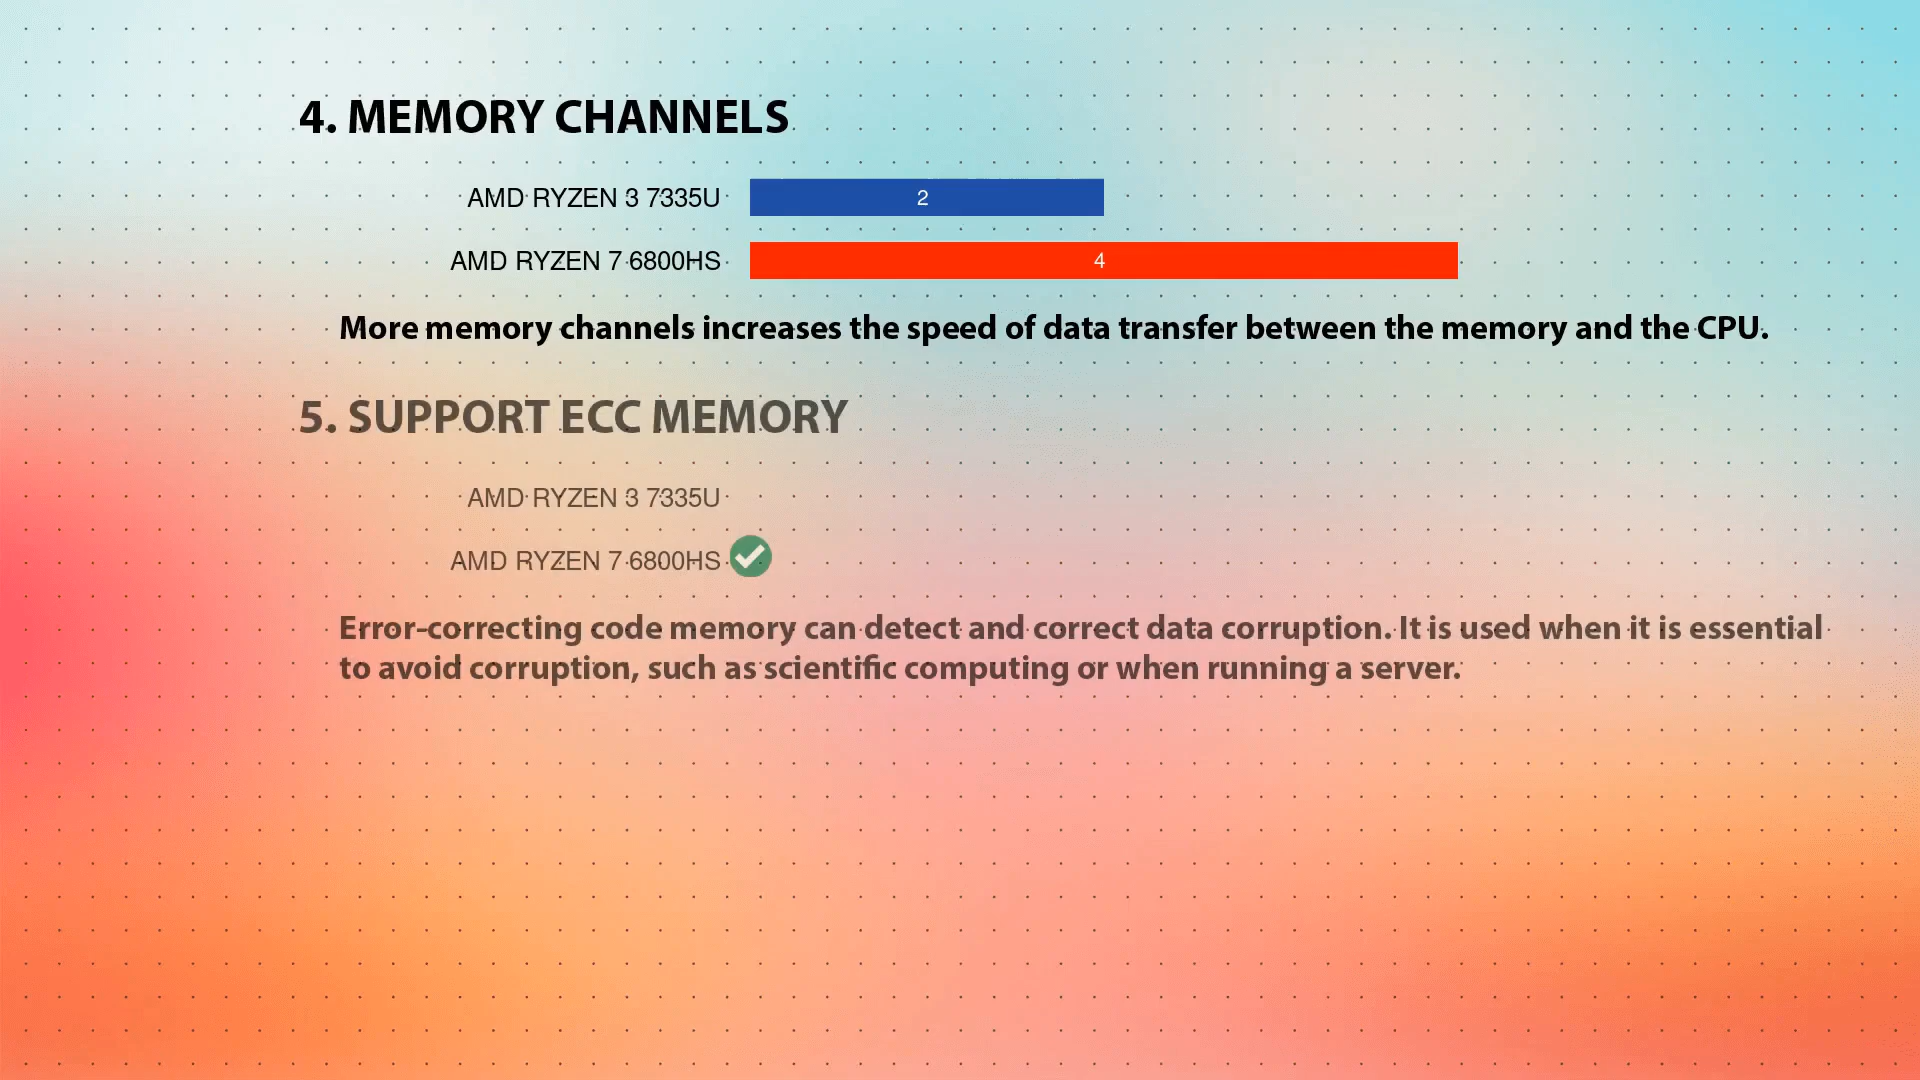 4. MEMORY CHANNELS
AMD RYZEN 3 7335U
2
AMD RYZEN 7 6800HS
4
More memory channels increases the speed of data transfer between the memory and the CPU.
5. SUPPORT ECC MEMORY
AMD RYZEN 3 7335U
AMD RYZEN 7 6800HS
Error-correcting code memory can detect and correct data corruption. It is used when it is essential
to avoid corruption, such as scientific computing or when running a server.